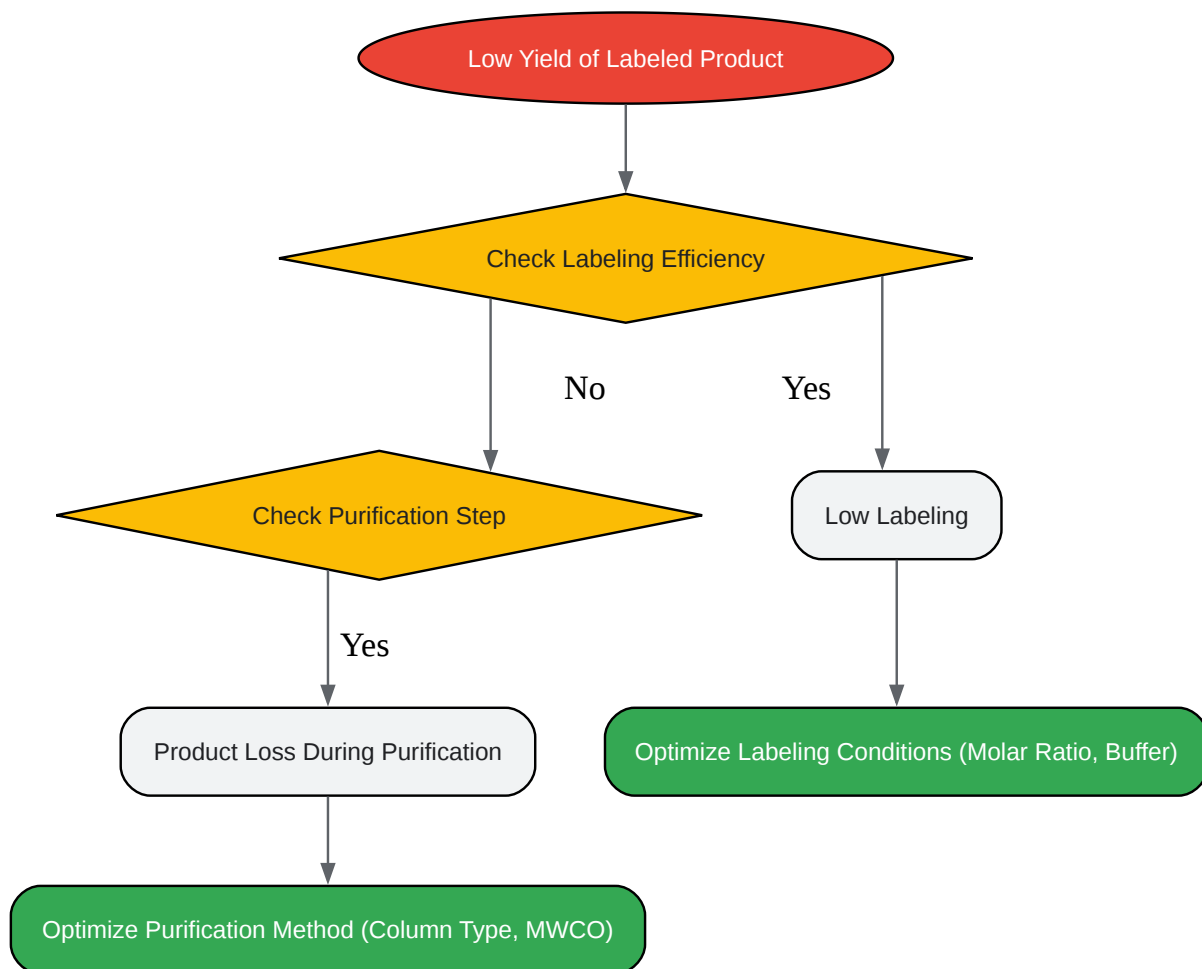 Low Yield of Labeled Product
Check Labeling Efficiency
No
Yes
Check Purification Step
Low Labeling
Yes
Product Loss During Purification
Optimize Labeling Conditions (Molar Ratio, Buffer)
Optimize Purification Method (Column Type, MWCO)